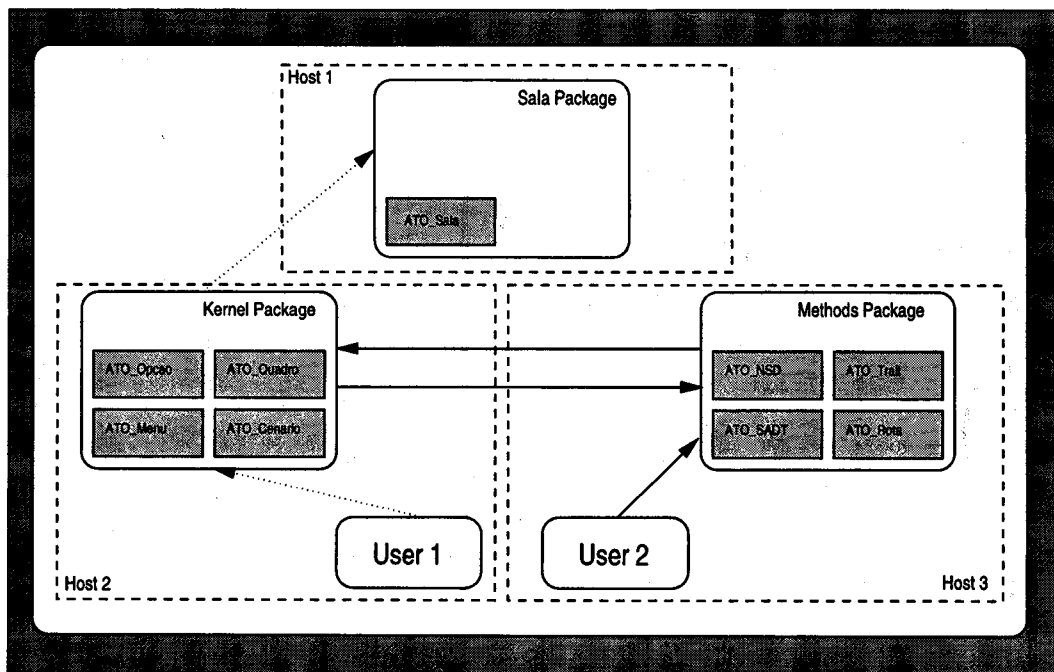 Host 1
Sala Package
ATO_Sala
Kernel Package
ATO_Opcao
ATO_Quadro
ATO_Menu
ATO_Cenario
Methods Package
ATO_NSD
ATO_Trait
ATO_SADT
ATO_Rota
User 1
User 2
Host 2
Host 3